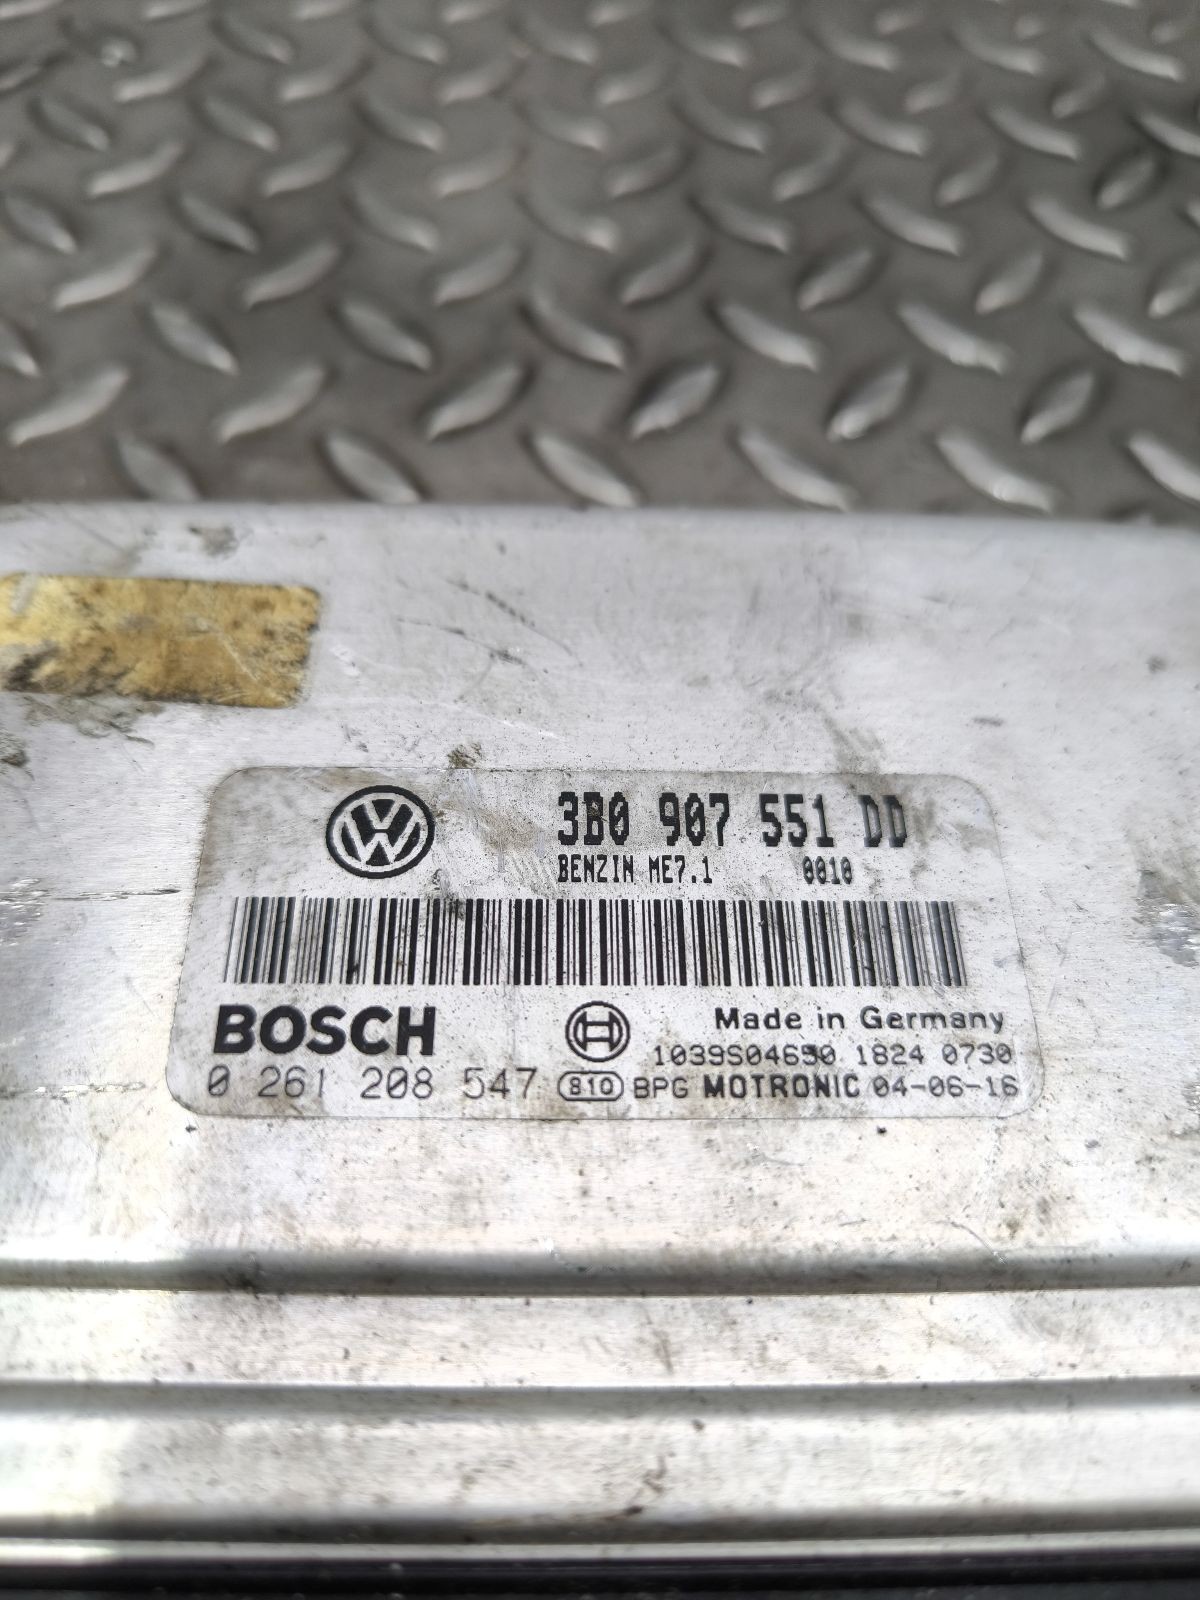 3B0 907 551 DD
BENZIN ME7.1 0010
BOSCH
Made in Germany
1039S04650 1824 0730
0 261 208 547 810 BPG MOTRONIC 04-06-16